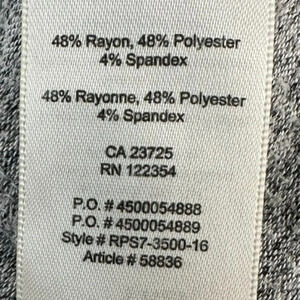 48% Rayon, 48% Polyester
4% Spandex
48% Rayonne, 48% Polyester
4% Spandex
CA 23725
RN 122354
P.O. # 4500054888
P.O. # 4500054889
Style # RPS7-3500-16
Article # 58836